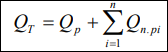 $Q_T = Q_p + \sum_{i=1}^{n} Q_{n.pi}$